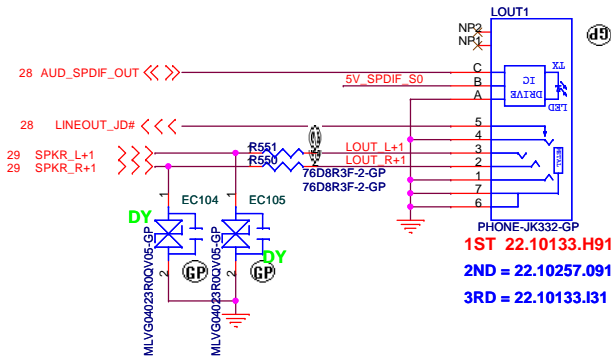 LOUT1
NP2
NP1
28 AUD_SPDIF_OUT
5V_SPDIF_S0
C
B
A
DRIVE
IC
TX
LED
28 LINEOUT_JD#
5
4
29 SPKR_L+1
R551
LOUT_L+1
3
29 SPKR_R+1
R550
LOUT_R+1
2
76D8R3F-2-GP
76D8R3F-2-GP
1
7
6
METAL
GP
PHONE-JK332-GP
1
EC104
1
EC105
DY
DY
MLVG04023R0QV05-GP
MLVG04023R0QV05-GP
2
2
GP
GP
1ST 22.10133.H91
2ND = 22.10257.091
3RD = 22.10133.I31